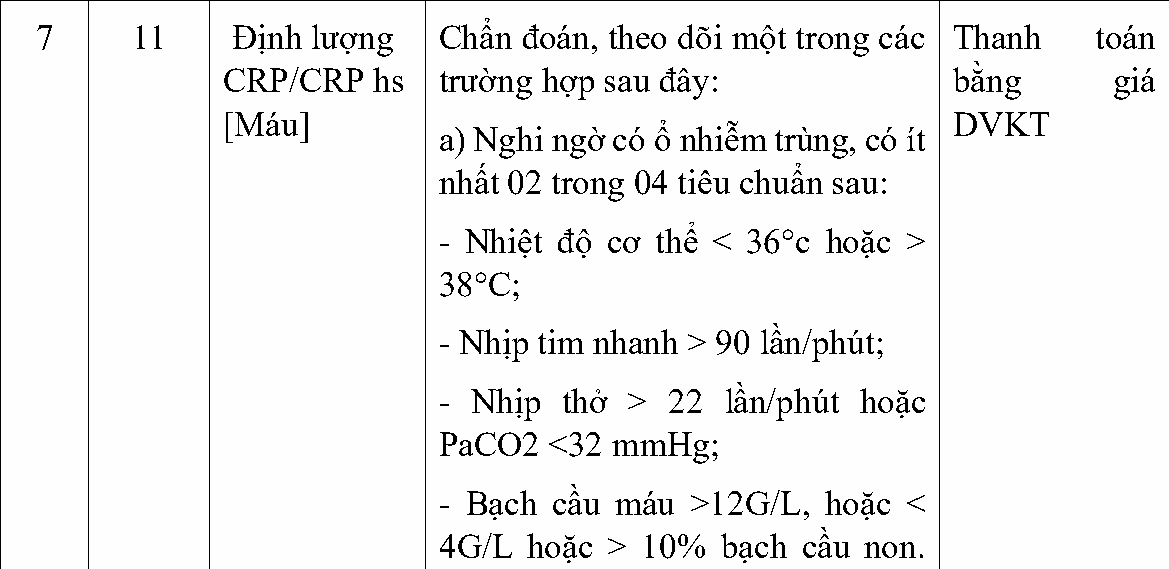 7
11
Định lượng
CRP/CRP hs
[Máu]
Chẩn đoán, theo dõi một trong các
trường hợp sau đây:
a) Nghi ngờ có ổ nhiễm trùng, có ít
nhất 02 trong 04 tiêu chuẩn sau:
- Nhiệt độ cơ thể < 36°c hoặc >
38°C;
- Nhịp tim nhanh > 90 lần/phút;
- Nhịp thở > 22 lần/phút hoặc
PaCO2 <32 mmHg;
- Bạch cầu máu >12G/L, hoặc <
4G/L hoặc > 10% bạch cầu non.
Thanh toán
bằng giá
DVKT